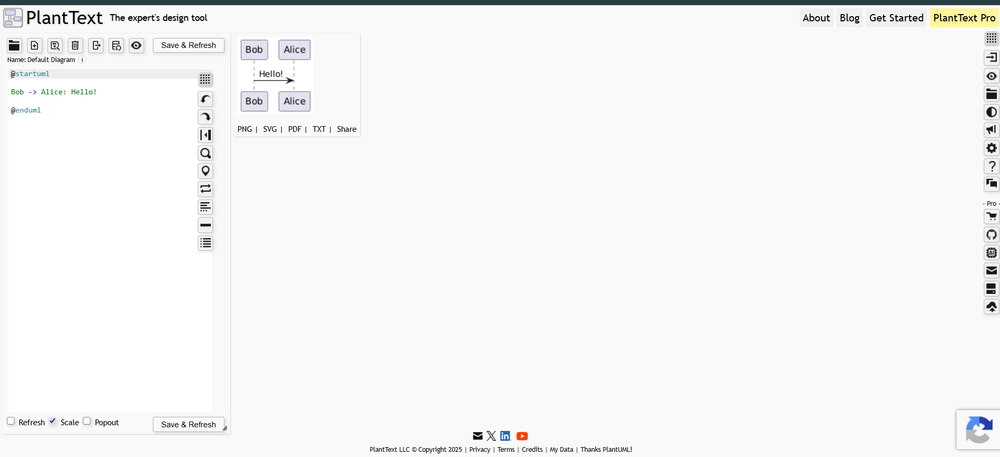 PlantText The expert's design tool
About Blog Get Started PlantText Pro
Save & Refresh
Name: Default Diagram i
@startuml
Bob -> Alice: Hello!
@enduml
Refresh Scale Popout Save & Refresh
Bob Alice
Hello!
Bob Alice
PNG | SVG | PDF | TXT | Share
?
- Pro -
AI
PlantText LLC © Copyright 2025 | Privacy | Terms | Credits | My Data | Thanks PlantUML!